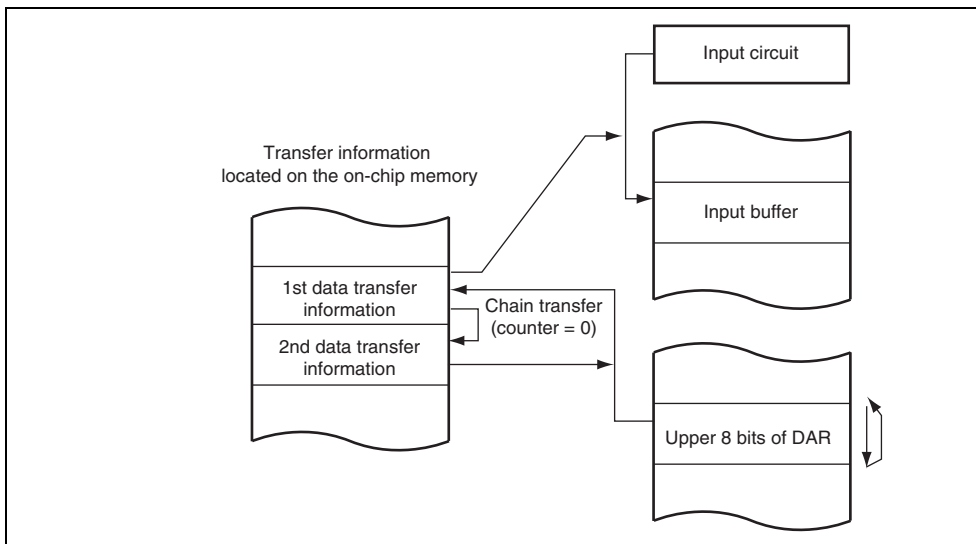 Input circuit
Transfer information
located on the on-chip memory
Input buffer
1st data transfer
information
Chain transfer
(counter = 0)
2nd data transfer
information
Upper 8 bits of DAR